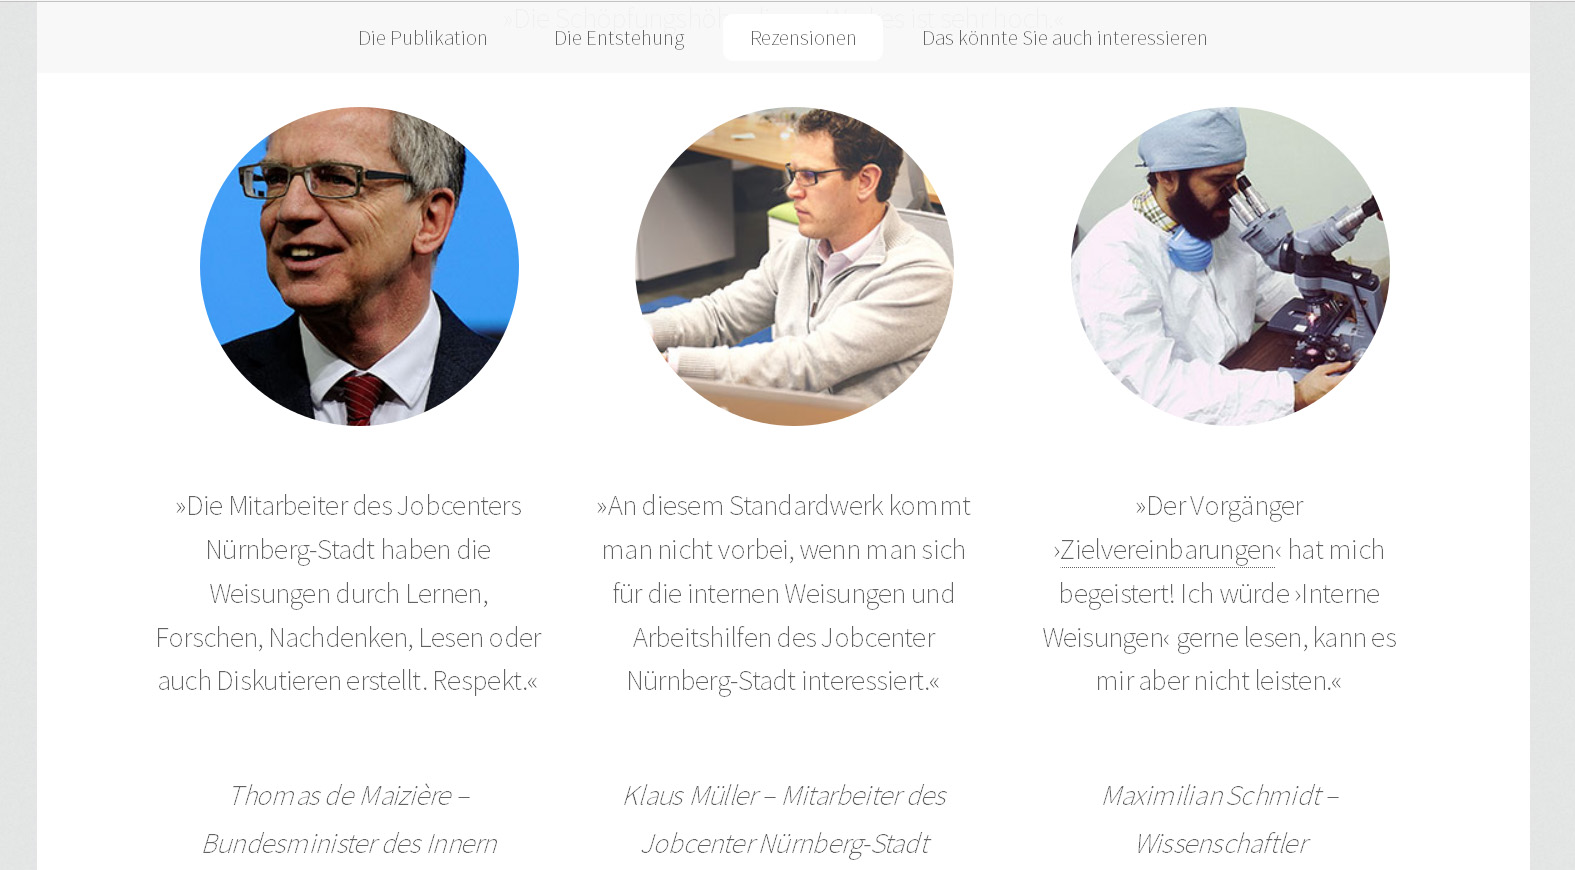 »Die Schöpfungshöhe dieses Werkes ist sehr hoch.«
Die Publikation Die Entstehung Rezensionen Das könnte Sie auch interessieren
»Die Mitarbeiter des Jobcenters
Nürnberg-Stadt haben die
Weisungen durch Lernen,
Forschen, Nachdenken, Lesen oder
auch Diskutieren erstellt. Respekt.«
Thomas de Maizière –
Bundesminister des Innern
»An diesem Standardwerk kommt
man nicht vorbei, wenn man sich
für die internen Weisungen und
Arbeitshilfen des Jobcenter
Nürnberg-Stadt interessiert.«
Klaus Müller – Mitarbeiter des
Jobcenter Nürnberg-Stadt
»Der Vorgänger
›Zielvereinbarungen‹ hat mich
begeistert! Ich würde ›Interne
Weisungen‹ gerne lesen, kann es
mir aber nicht leisten.«
Maximilian Schmidt –
Wissenschaftler